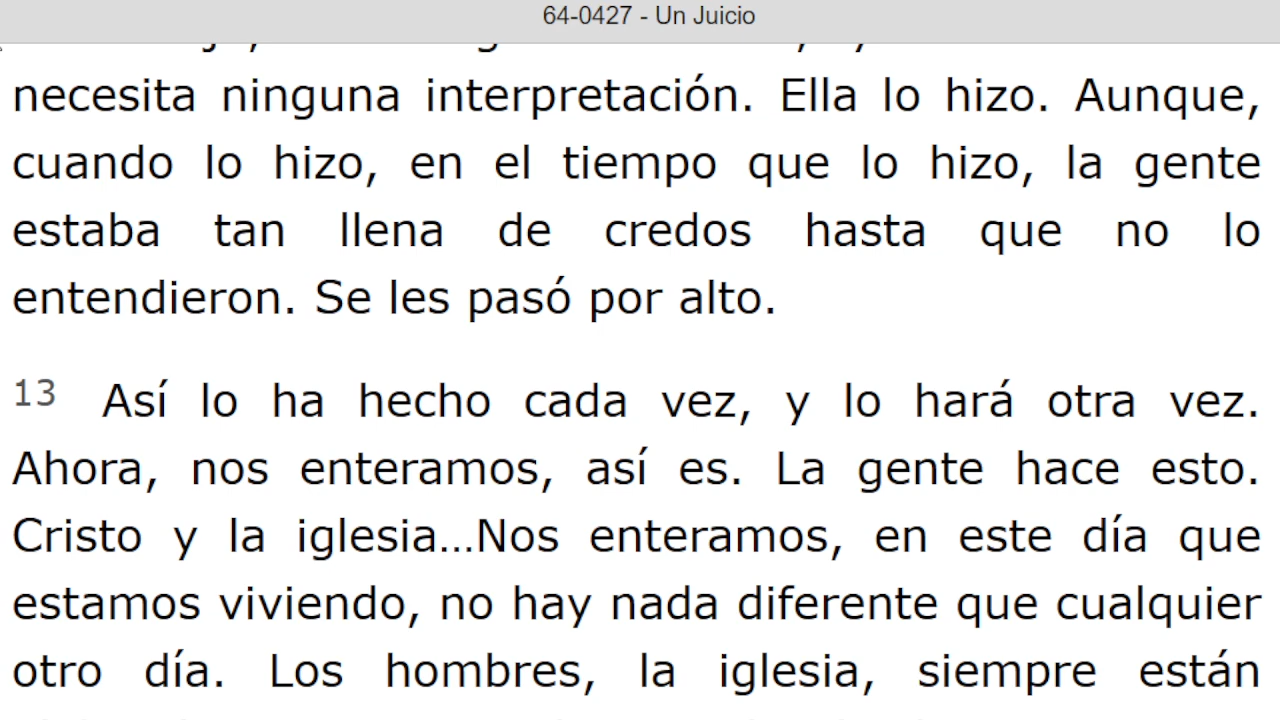 64-0427 - Un Juicio
necesita ninguna interpretación. Ella lo hizo. Aunque,
cuando lo hizo, en el tiempo que lo hizo, la gente
estaba tan llena de credos hasta que no lo
entendieron. Se les pasó por alto.
13 Así lo ha hecho cada vez, y lo hará otra vez.
Ahora, nos enteramos, así es. La gente hace esto.
Cristo y la iglesia...Nos enteramos, en este día que
estamos viviendo, no hay nada diferente que cualquier
otro día. Los hombres, la iglesia, siempre están